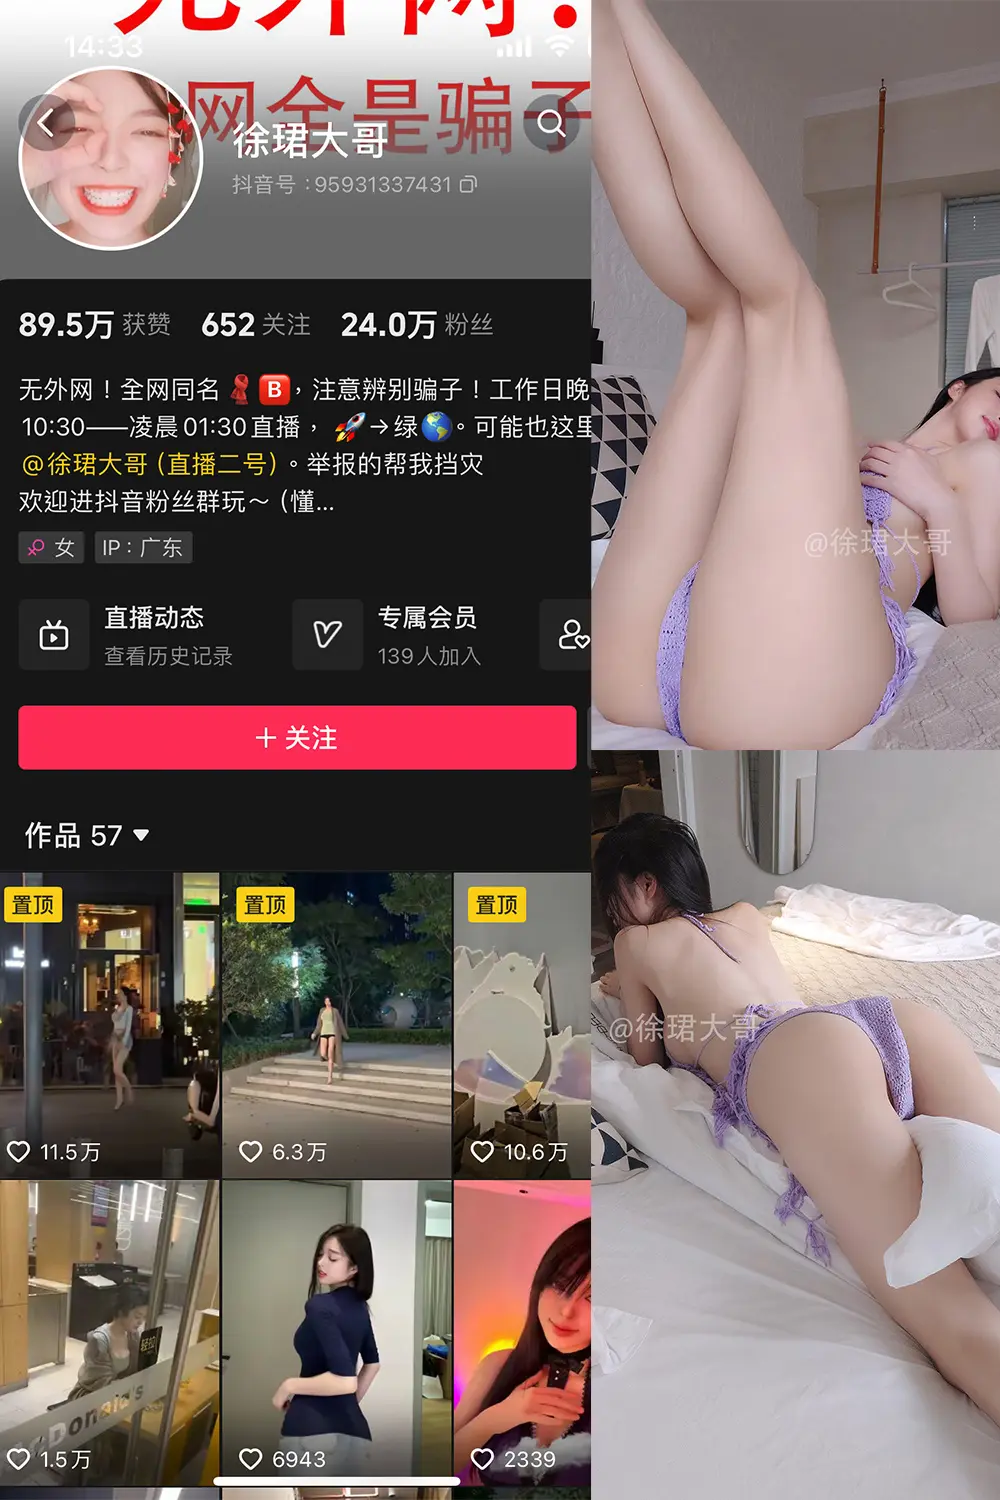 无外网!
14:33
网全是骗子
徐珺大哥
抖音号：95931337431
89.5万 获赞 652 关注 24.0万 粉丝
无外网！全网同名🧣🅱️，注意辨别骗子！工作日晚
10:30——凌晨01:30直播，🚀→绿🌎。可能也这里
@徐珺大哥（直播二号）。举报的帮我挡灾
欢迎进抖音粉丝群玩～（懂...
女 IP：广东
直播动态
查看历史记录
专属会员
139人加入
+ 关注
作品 57
置顶 置顶 置顶
11.5万 6.3万 10.6万
Donald's
1.5万 6943 2339
@徐珺大哥
@徐珺大哥